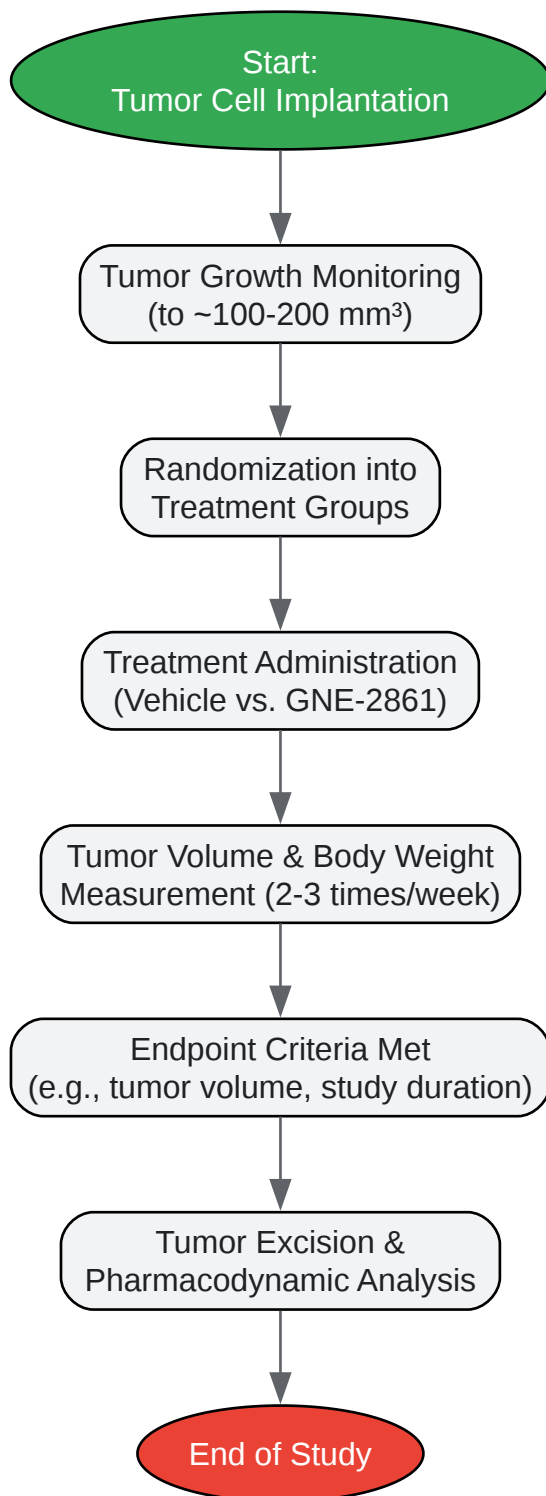 Start:
Tumor Cell Implantation
Tumor Growth Monitoring
(to ~100-200 mm³)
Randomization into
Treatment Groups
Treatment Administration
(Vehicle vs. GNE-2861)
Tumor Volume & Body Weight
Measurement (2-3 times/week)
Endpoint Criteria Met
(e.g., tumor volume, study duration)
Tumor Excision &
Pharmacodynamic Analysis
End of Study